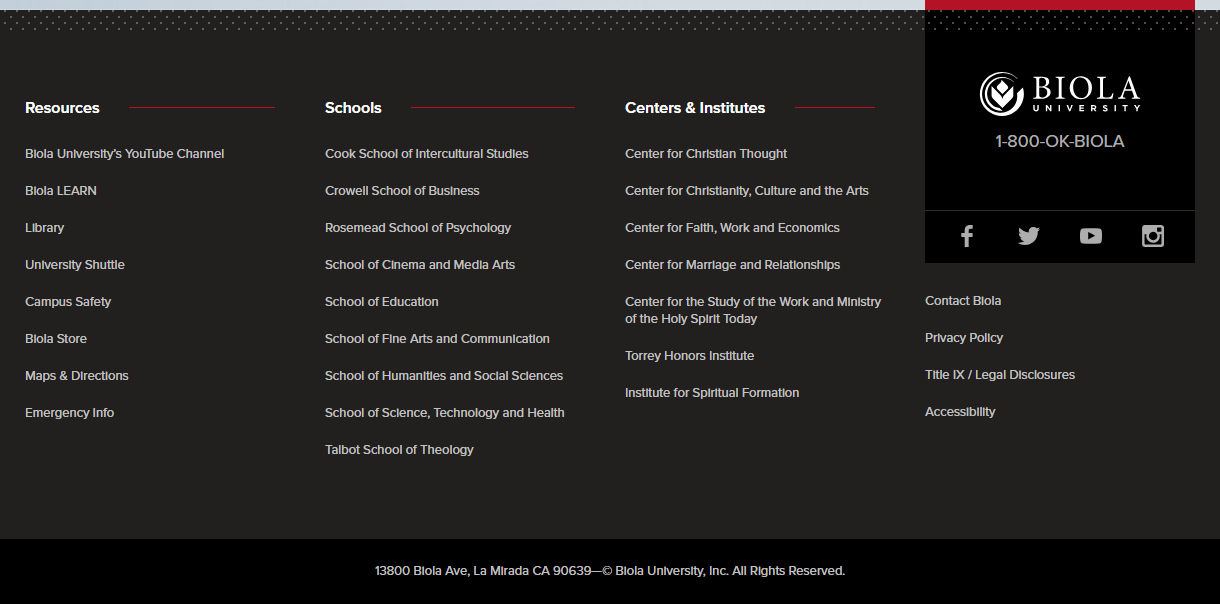 Resources
Biola University's YouTube Channel
Biola LEARN
Library
University Shuttle
Campus Safety
Biola Store
Maps & Directions
Emergency Info
Schools
Cook School of Intercultural Studies
Crowell School of Business
Rosemead School of Psychology
School of Cinema and Media Arts
School of Education
School of Fine Arts and Communication
School of Humanities and Social Sciences
School of Science, Technology and Health
Talbot School of Theology
Centers & Institutes
Center for Christian Thought
Center for Christianity, Culture and the Arts
Center for Faith, Work and Economics
Center for Marriage and Relationships
Center for the Study of the Work and Ministry
of the Holy Spirit Today
Torrey Honors Institute
Institute for Spiritual Formation
BIOLA
UNIVERSITY
1-800-OK-BIOLA
Contact Biola
Privacy Policy
Title IX / Legal Disclosures
Accessibility
13800 Biola Ave, La Mirada CA 90639—© Biola University, Inc. All Rights Reserved.